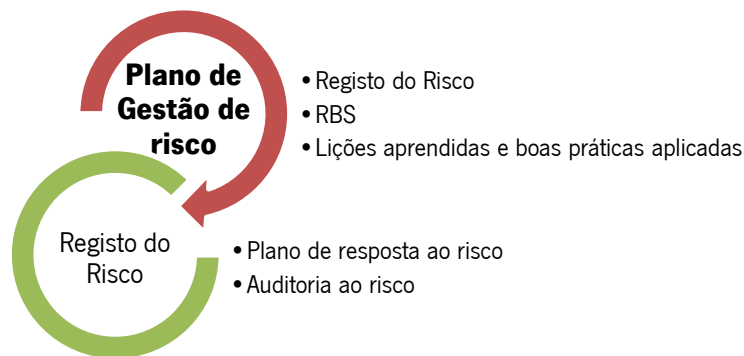 Plano de
Gestão de
risco
• Registo do Risco
• RBS
• Lições aprendidas e boas práticas aplicadas
Registo do
Risco
• Plano de resposta ao risco
• Auditoria ao risco